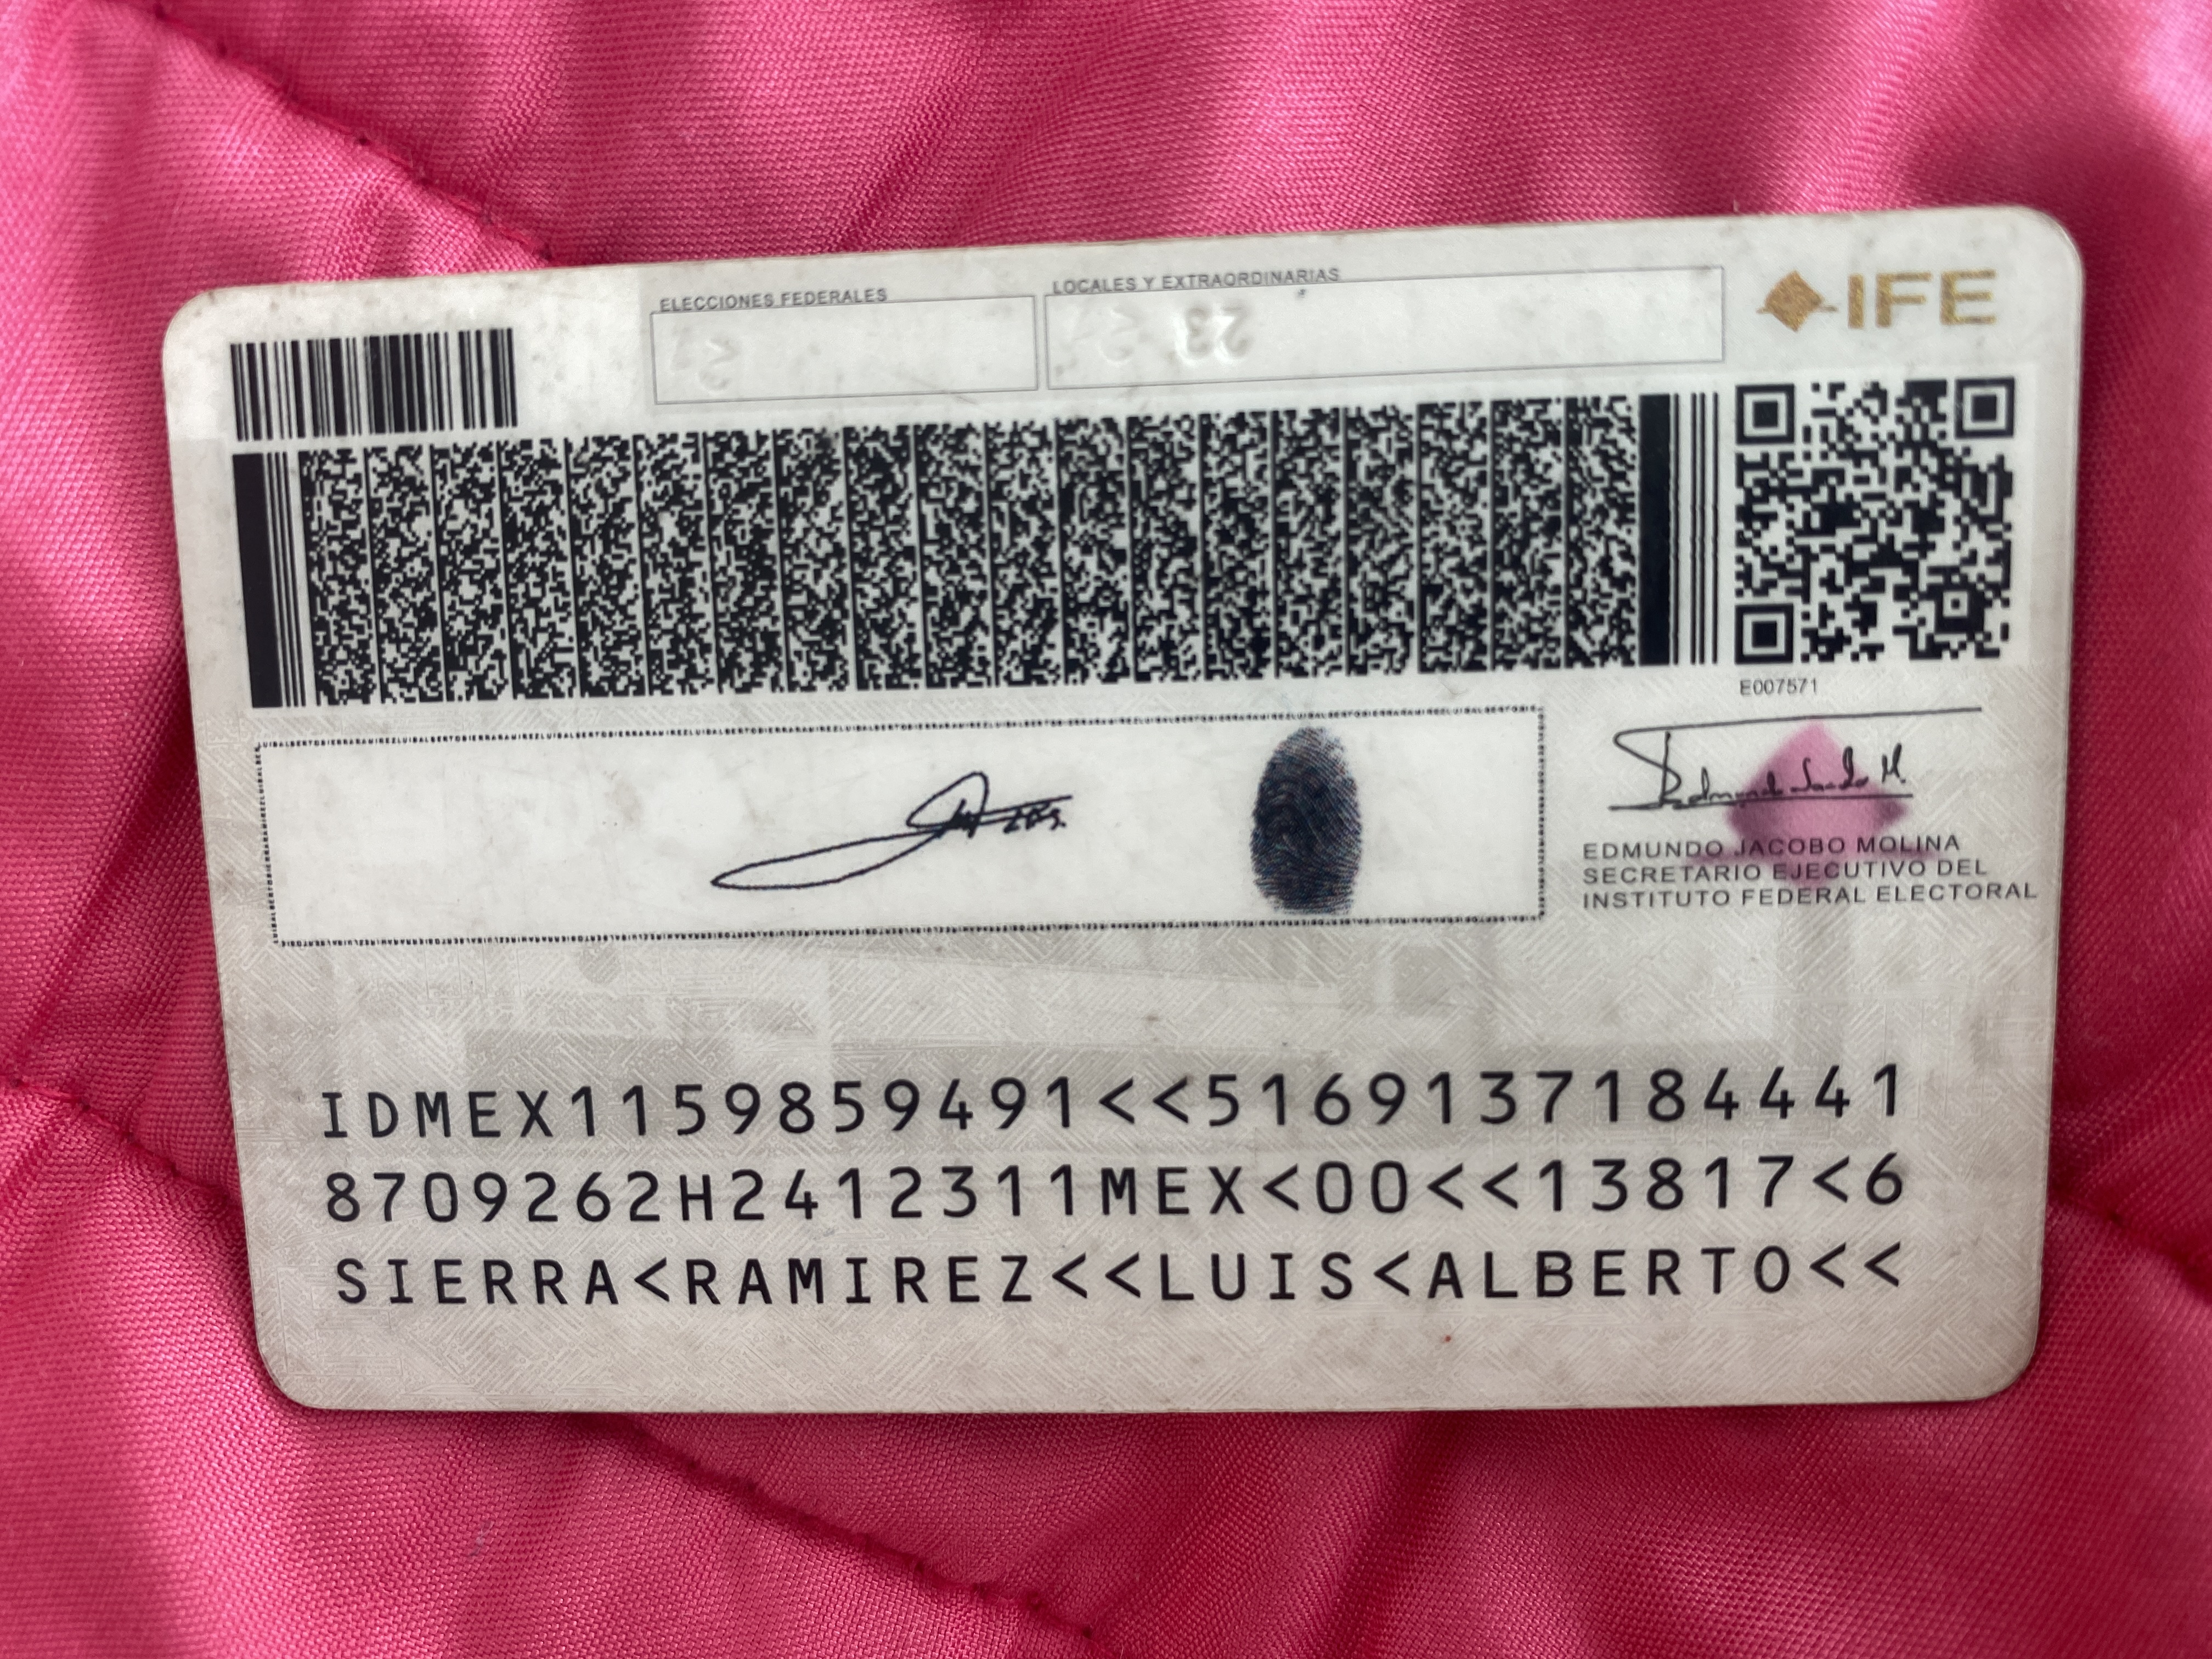 ELECCIONES FEDERALES
LOCALES Y EXTRAORDINARIAS
IFE
E007571
EDMUNDO JACOBO MOLINA
SECRETARIO EJECUTIVO DEL
INSTITUTO FEDERAL ELECTORAL
IDMEX1159859491<<5169137184441
8709262H2412311MEX<00<<13817<6
SIERRA<RAMIREZ<<LUIS<ALBERTO<<